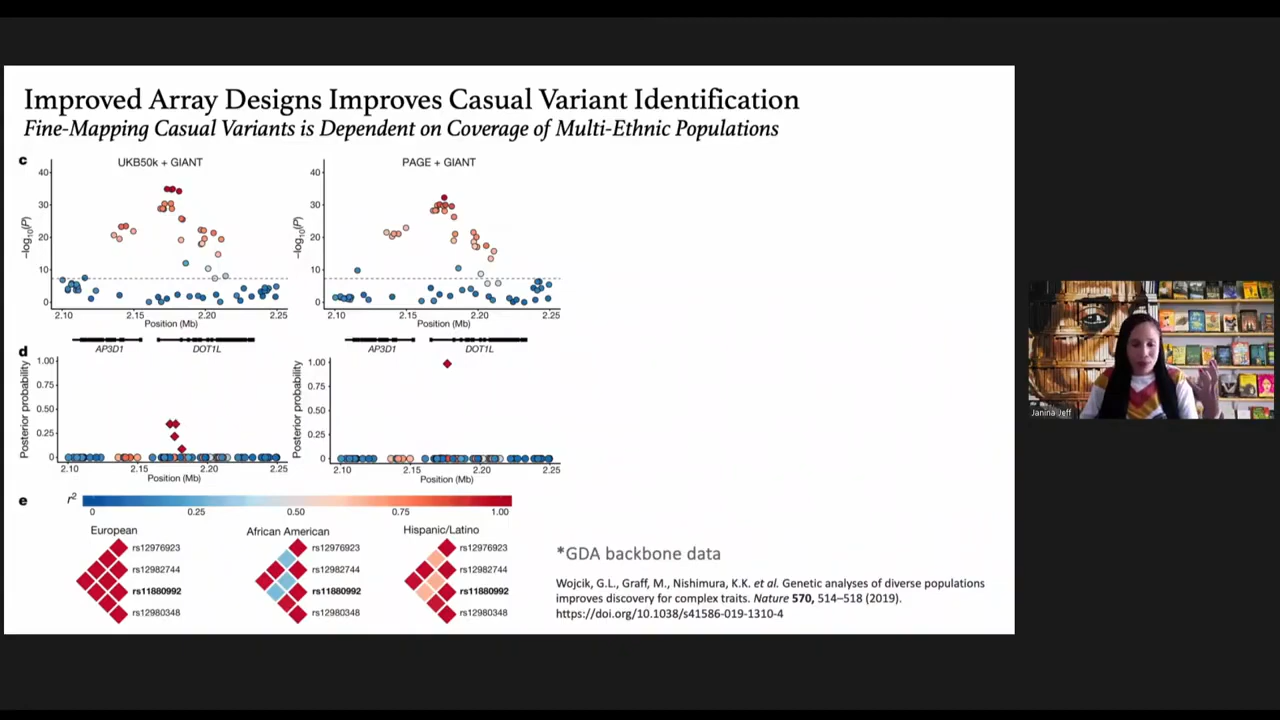 Improved Array Designs Improves Casual Variant Identification
Fine-Mapping Casual Variants is Dependent on Coverage of Multi-Ethnic Populations
c
UKB50k + GIANT
PAGE + GIANT
40
30
20
10
0
−log10(P)
2.10 2.15 2.20 2.25
Position (Mb)
40
30
20
10
0
−log10(P)
2.10 2.15 2.20 2.25
Position (Mb)
AP3D1 DOT1L
AP3D1 DOT1L
d
1.00
0.75
0.50
0.25
0
Posterior probability
2.10 2.15 2.20 2.25
Position (Mb)
1.00
0.75
0.50
0.25
0
Posterior probability
2.10 2.15 2.20 2.25
Position (Mb)
e
r2
0 0.25 0.50 0.75 1.00
European
rs12976923
rs12982744
rs11880992
rs12980348
African American
rs12976923
rs12982744
rs11880992
rs12980348
Hispanic/Latino
rs12976923
rs12982744
rs11880992
rs12980348
*GDA backbone data
Wojcik, G.L., Graff, M., Nishimura, K.K. et al. Genetic analyses of diverse populations
improves discovery for complex traits. Nature 570, 514–518 (2019).
https://doi.org/10.1038/s41586-019-1310-4
Janina Jeff